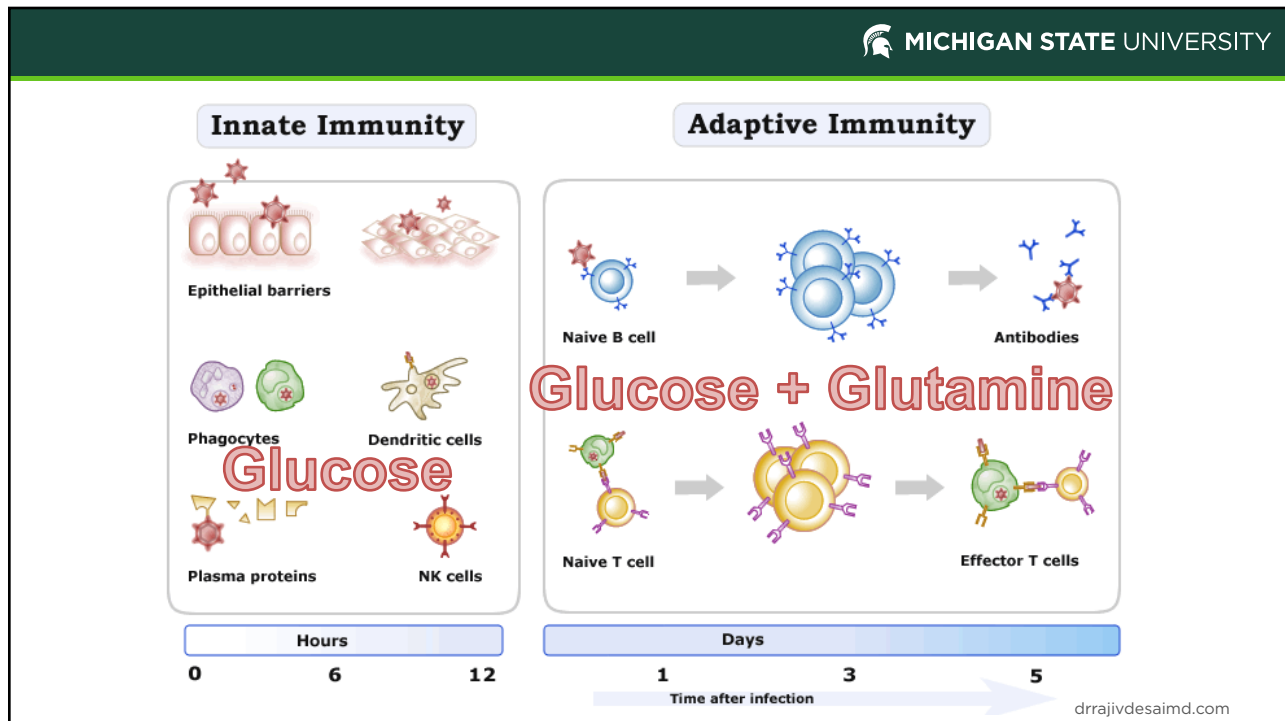 MICHIGAN STATE UNIVERSITY
Innate Immunity
Adaptive Immunity
Epithelial barriers
Naive B cell
Antibodies
Glucose + Glutamine
Phagocytes
Dendritic cells
Glucose
Plasma proteins
NK cells
Naive T cell
Effector T cells
Hours
0 6 12
Days
1 3 5
Time after infection
drrajivdesaimd.com